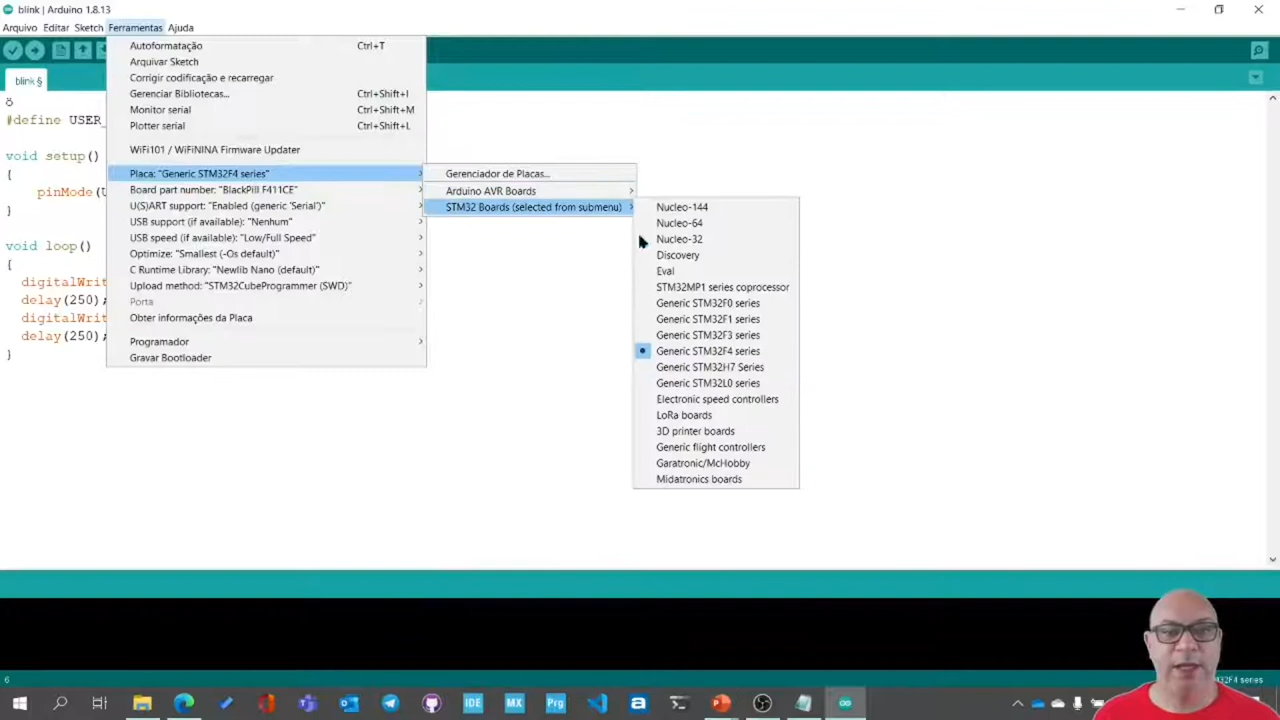 blink | Arduino 1.8.13
Arquivo Editar Sketch Ferramentas Ajuda
blink §
#define USER_
void setup()
{
pinMode(U
}
void loop()
{
digitalWrit
delay(250);
digitalWrit
delay(250);
}
Autoformatação Ctrl+T
Arquivar Sketch
Corrigir codificação e recarregar
Gerenciar Bibliotecas... Ctrl+Shift+I
Monitor serial Ctrl+Shift+M
Plotter serial Ctrl+Shift+L
WiFi101 / WiFiNINA Firmware Updater
Placa: "Generic STM32F4 series"
Board part number: "BlackPill F411CE"
U(S)ART support: "Enabled (generic 'Serial')"
USB support (if available): "Nenhum"
USB speed (if available): "Low/Full Speed"
Optimize: "Smallest (-Os default)"
C Runtime Library: "Newlib Nano (default)"
Upload method: "STM32CubeProgrammer (SWD)"
Porta
Obter informações da Placa
Programador
Gravar Bootloader
Gerenciador de Placas...
Arduino AVR Boards
STM32 Boards (selected from submenu)
Nucleo-144
Nucleo-64
Nucleo-32
Discovery
Eval
STM32MP1 series coprocessor
Generic STM32F0 series
Generic STM32F1 series
Generic STM32F3 series
Generic STM32F4 series
Generic STM32H7 Series
Generic STM32L0 series
Electronic speed controllers
LoRa boards
3D printer boards
Generic flight controllers
Garatronic/McHobby
Midatronics boards
6
32F4 series
IDE
MX
Prg